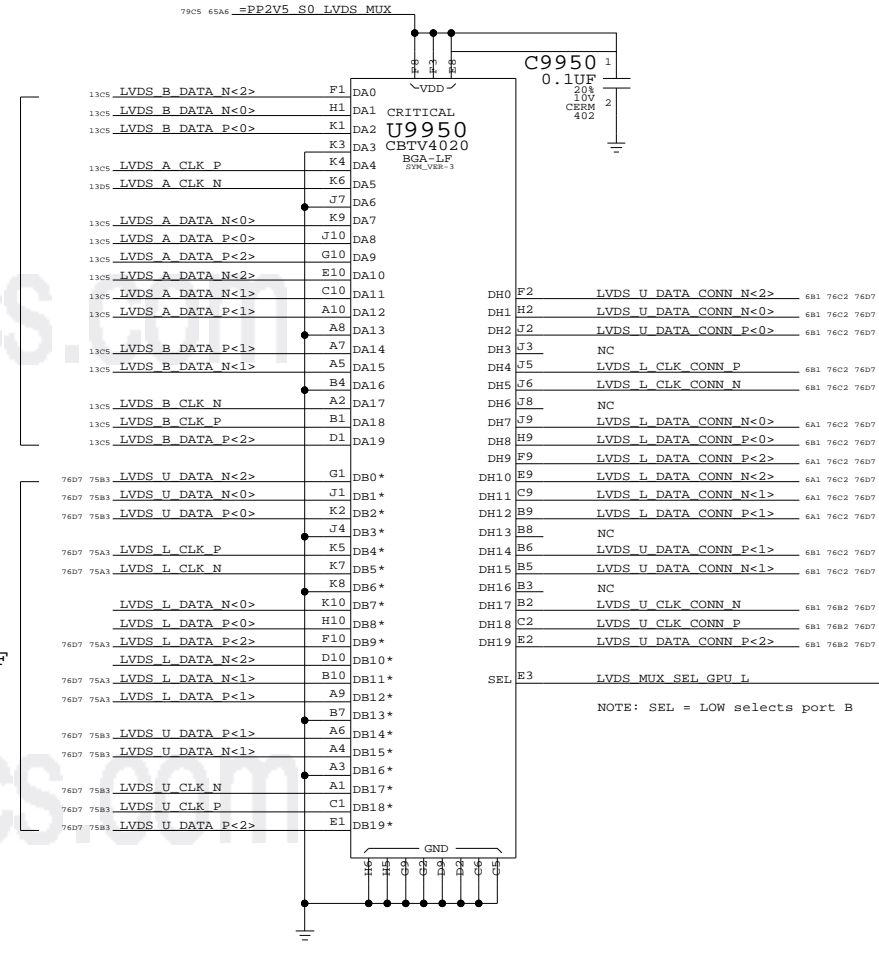 79C5 65A6 =PP2V5_S0_LVDS_MUX
F8 F3 E8
VDD
C9950 1
0.1UF
20%
10V 2
CERM
402
13C5 LVDS_B_DATA_N<2> F1 DA0
13C5 LVDS_B_DATA_N<0> H1 DA1
13C5 LVDS_B_DATA_P<0> K1 DA2
K3 DA3
13C5 LVDS_A_CLK_P K4 DA4
13D5 LVDS_A_CLK_N K6 DA5
J7 DA6
13C5 LVDS_A_DATA_N<0> K9 DA7
13C5 LVDS_A_DATA_P<0> J10 DA8
13C5 LVDS_A_DATA_P<2> G10 DA9
13C5 LVDS_A_DATA_N<2> E10 DA10
13C5 LVDS_A_DATA_N<1> C10 DA11
13C5 LVDS_A_DATA_P<1> A10 DA12
A8 DA13
13C5 LVDS_B_DATA_P<1> A7 DA14
13C5 LVDS_B_DATA_N<1> A5 DA15
B4 DA16
13C5 LVDS_B_CLK_N A2 DA17
13C5 LVDS_B_CLK_P B1 DA18
13C5 LVDS_B_DATA_P<2> D1 DA19
CRITICAL
U9950
CBTV4020
BGA-LF
SYM_VER-3
76D7 75B3 LVDS_U_DATA_N<2> G1 DB0*
76D7 75B3 LVDS_U_DATA_N<0> J1 DB1*
76D7 75B3 LVDS_U_DATA_P<0> K2 DB2*
J4 DB3*
76D7 75A3 LVDS_L_CLK_P K5 DB4*
76D7 75A3 LVDS_L_CLK_N K7 DB5*
K8 DB6*
LVDS_L_DATA_N<0> K10 DB7*
LVDS_L_DATA_P<0> H10 DB8*
76D7 75A3 LVDS_L_DATA_P<2> F10 DB9*
LVDS_L_DATA_N<2> D10 DB10*
76D7 75A3 LVDS_L_DATA_N<1> B10 DB11*
76D7 75A3 LVDS_L_DATA_P<1> A9 DB12*
B7 DB13*
76D7 75B3 LVDS_U_DATA_P<1> A6 DB14*
76D7 75B3 LVDS_U_DATA_N<1> A4 DB15*
A3 DB16*
76D7 75B3 LVDS_U_CLK_N A1 DB17*
76D7 75B3 LVDS_U_CLK_P C1 DB18*
76D7 75B3 LVDS_U_DATA_P<2> E1 DB19*
DH0 F2 LVDS_U_DATA_CONN_N<2> 6B1 76C2 76D7
DH1 H2 LVDS_U_DATA_CONN_N<0> 6B1 76C2 76D7
DH2 J2 LVDS_U_DATA_CONN_P<0> 6B1 76C2 76D7
DH3 J3 NC
DH4 J5 LVDS_L_CLK_CONN_P 6B1 76C2 76D7
DH5 J6 LVDS_L_CLK_CONN_N 6B1 76C2 76D7
DH6 J8 NC
DH7 J9 LVDS_L_DATA_CONN_N<0> 6A1 76C2 76D7
DH8 H9 LVDS_L_DATA_CONN_P<0> 6B1 76C2 76D7
DH9 F9 LVDS_L_DATA_CONN_P<2> 6A1 76C2 76D7
DH10 E9 LVDS_L_DATA_CONN_N<2> 6A1 76C2 76D7
DH11 C9 LVDS_L_DATA_CONN_N<1> 6A1 76C2 76D7
DH12 B9 LVDS_L_DATA_CONN_P<1> 6A1 76C2 76D7
DH13 B8 NC
DH14 B6 LVDS_U_DATA_CONN_P<1> 6B1 76C2 76D7
DH15 B5 LVDS_U_DATA_CONN_N<1> 6B1 76C2 76D7
DH16 B3 NC
DH17 B2 LVDS_U_CLK_CONN_N 6B1 76B2 76D7
DH18 C2 LVDS_U_CLK_CONN_P 6B1 76B2 76D7
DH19 E2 LVDS_U_DATA_CONN_P<2> 6B1 76B2 76D7
SEL E3 LVDS_MUX_SEL_GPU_L
NOTE: SEL = LOW selects port B
GND
H6 H5 G9 G2 D9 D2 C6 C5
F
cs.com
cs.com